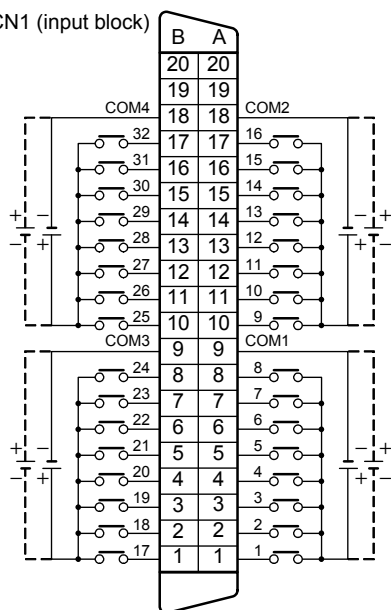 CN1 (input block)
B A
20 20
19 19
COM4 18 18 COM2
32 17 17 16
31 16 16 15
30 15 15 14
+ − 29 14 14 13 − +
− + 28 13 13 12 + −
27 12 12 11
26 11 11 10
25 10 10 9
COM3 9 9 COM1
24 8 8 8
23 7 7 7
22 6 6 6
+ − 21 5 5 5 − +
− + 20 4 4 4 + −
19 3 3 3
18 2 2 2
17 1 1 1